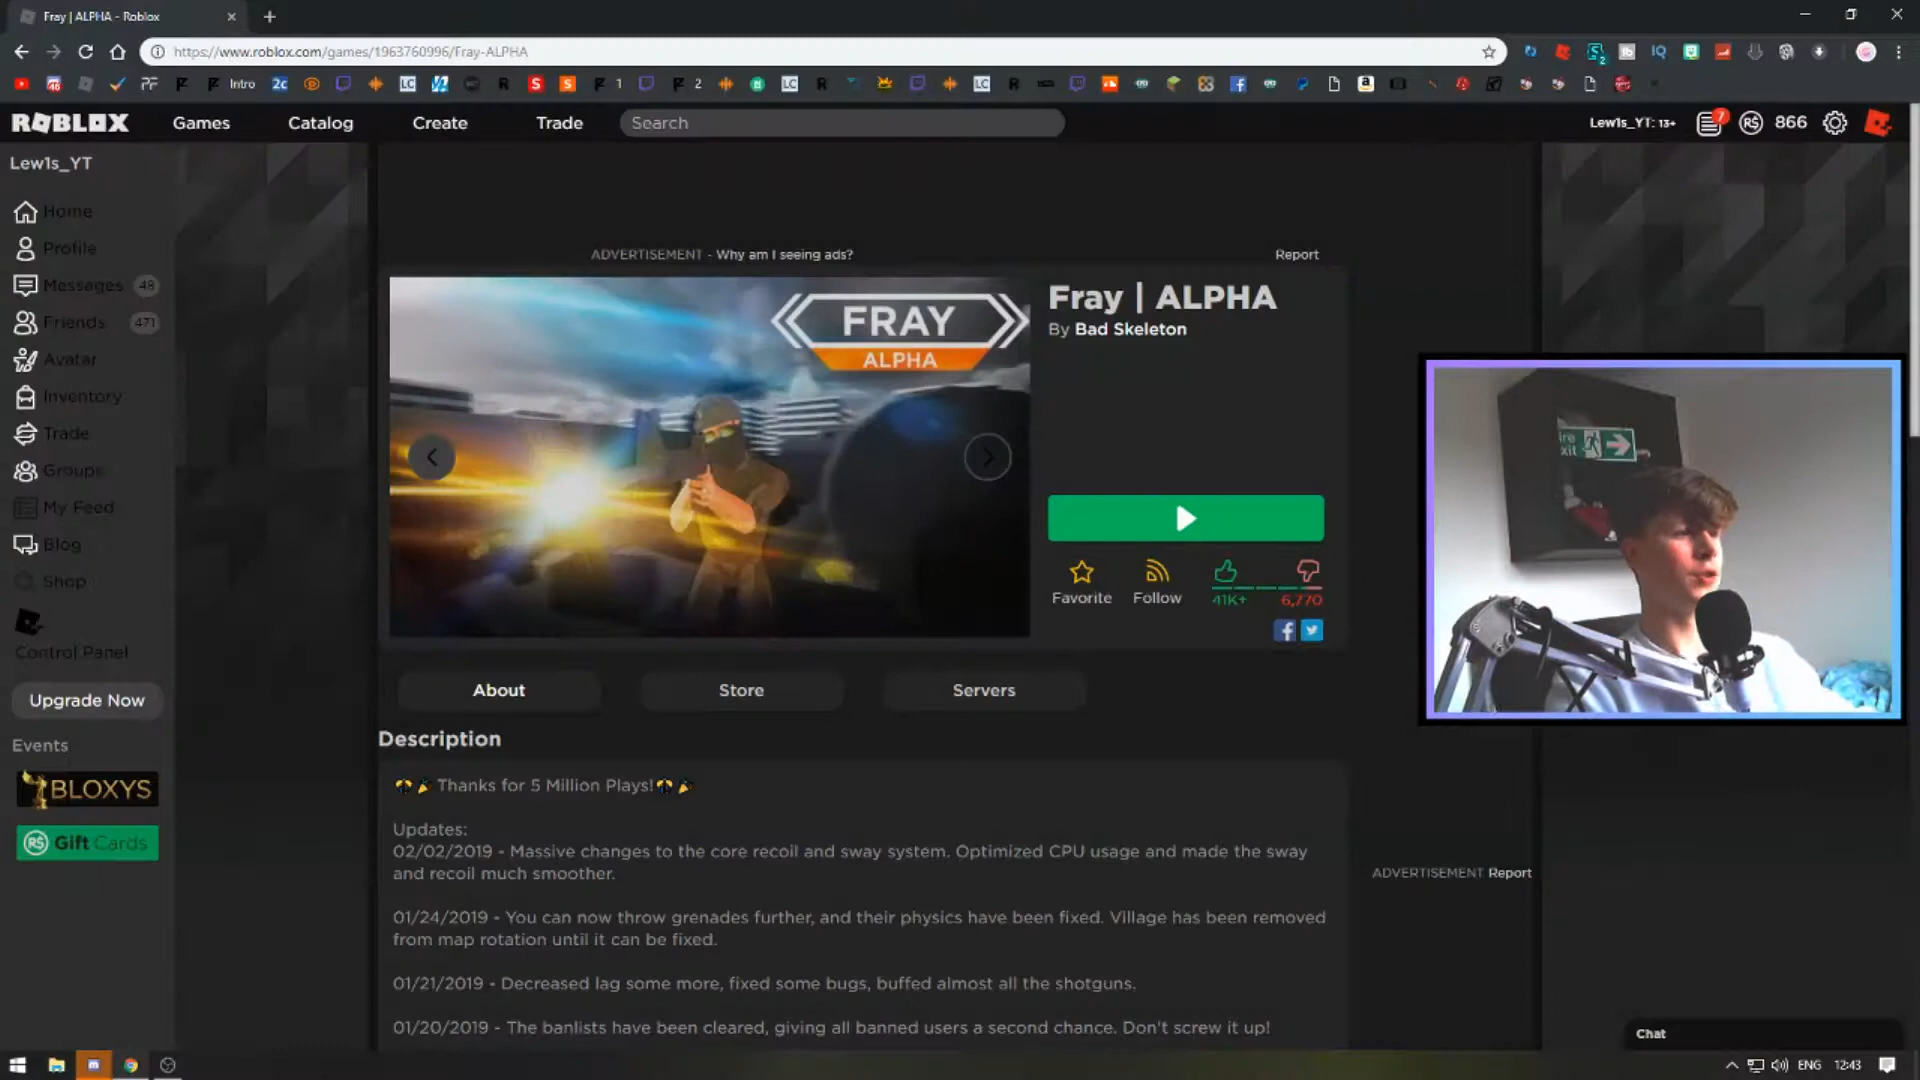 Fray | ALPHA - Roblox
https://www.roblox.com/games/1963760996/Fray-ALPHA
Intro
1
2
ROBLOX
Games
Catalog
Create
Trade
Search
Lew1s_YT: 13+
7
866
Lew1s_YT
Home
Profile
Messages
48
Friends
471
Avatar
Inventory
Trade
Groups
My Feed
Blog
Shop
Control Panel
Upgrade Now
Events
BLOXYS
Gift Cards
ADVERTISEMENT - Why am I seeing ads?
Report
FRAY
ALPHA
Fray | ALPHA
By Bad Skeleton
Favorite
Follow
41K+
6,770
About
Store
Servers
Description
Thanks for 5 Million Plays!
Updates:
02/02/2019 - Massive changes to the core recoil and sway system. Optimized CPU usage and made the sway
and recoil much smoother.
01/24/2019 - You can now throw grenades further, and their physics have been fixed. Village has been removed
from map rotation until it can be fixed.
01/21/2019 - Decreased lag some more, fixed some bugs, buffed almost all the shotguns.
01/20/2019 - The banlists have been cleared, giving all banned users a second chance. Don't screw it up!
ADVERTISEMENT Report
Chat
ENG
12:43